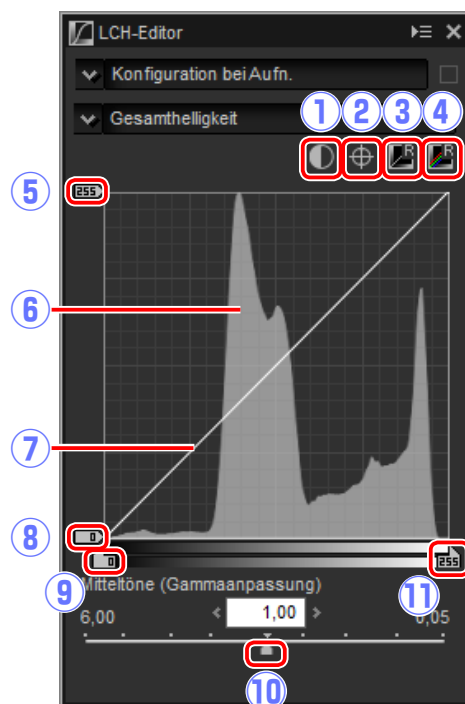 LCH-Editor
Konfiguration bei Aufn.
Gesamthelligkeit
1 2 3 4
R R
5 255
6
7
8 0
9 0 255 11
Mitteltöne (Gammaanpassung)
6,00 1,00 0,05
10